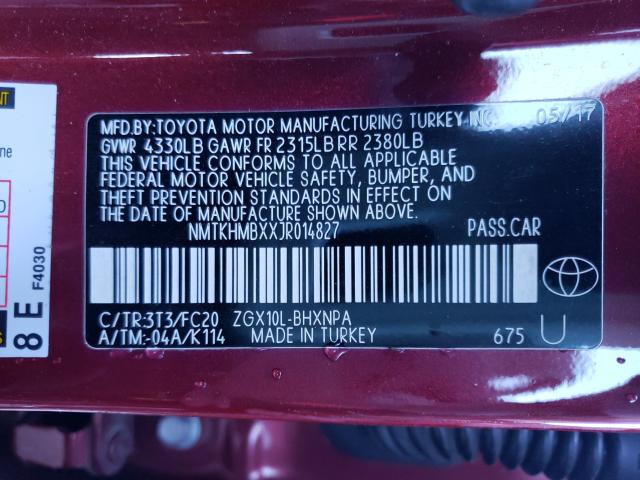 MFD.BY:TOYOTA MOTOR MANUFACTURING TURKEY INC. 05/17
GVWR 4330LB GAWR FR 2315LB RR 2380LB
THIS VEHICLE CONFORMS TO ALL APPLICABLE
FEDERAL MOTOR VEHICLE SAFETY, BUMPER, AND
THEFT PREVENTION STANDARDS IN EFFECT ON
THE DATE OF MANUFACTURE SHOWN ABOVE.
NMTKHMBXXJR014827 PASS.CAR
C/TR:3T3/FC20 ZGX10L-BHXNPA
A/TM:-04A/K114 MADE IN TURKEY 675 U
8 E F4030